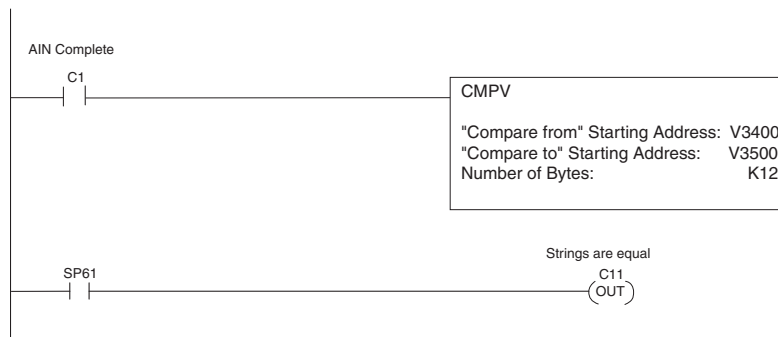 AIN Complete
C1
CMPV
"Compare from" Starting Address: V3400
"Compare to" Starting Address: V3500
Number of Bytes: K12
Strings are equal
SP61
C11
OUT